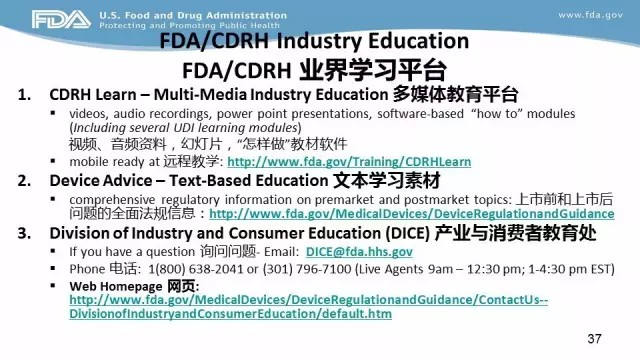 FDA
U.S. Food and Drug Administration
Protecting and Promoting Public Health
www.fda.gov
FDA/CDRH Industry Education
FDA/CDRH 业界学习平台
1. CDRH Learn – Multi-Media Industry Education 多媒体教育平台
▪ videos, audio recordings, power point presentations, software-based “how to” modules
(Including several UDI learning modules)
视频、音频资料，幻灯片，“怎样做”教材软件
▪ mobile ready at 远程教学: http://www.fda.gov/Training/CDRHLearn
2. Device Advice – Text-Based Education 文本学习素材
▪ comprehensive regulatory information on premarket and postmarket topics: 上市前和上市后
问题的全面法规信息：http://www.fda.gov/MedicalDevices/DeviceRegulationandGuidance
3. Division of Industry and Consumer Education (DICE) 产业与消费者教育处
▪ If you have a question 询问问题- Email: DICE@fda.hhs.gov
▪ Phone 电话: 1(800) 638-2041 or (301) 796-7100 (Live Agents 9am – 12:30 pm; 1-4:30 pm EST)
▪ Web Homepage 网页:
http://www.fda.gov/MedicalDevices/DeviceRegulationandGuidance/ContactUs--
DivisionofIndustryandConsumerEducation/default.htm
37